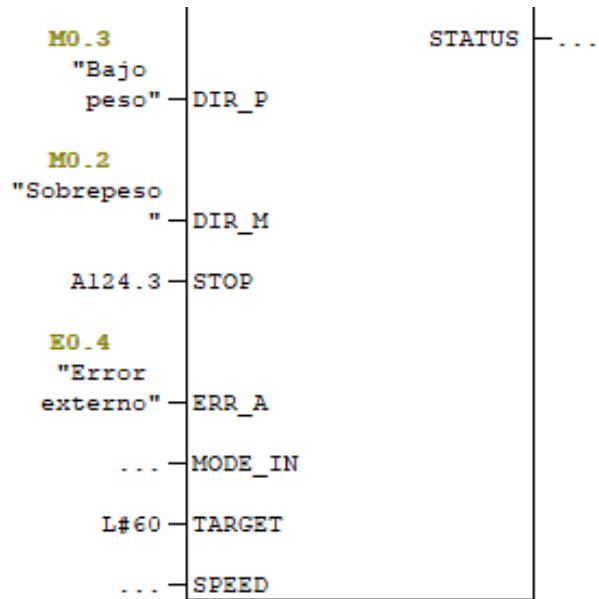 M0.3
STATUS ...
"Bajo
peso" DIR_P
M0.2
"Sobrepeso
" DIR_M
A124.3 STOP
E0.4
"Error
externo" ERR_A
... MODE_IN
L#60 TARGET
... SPEED